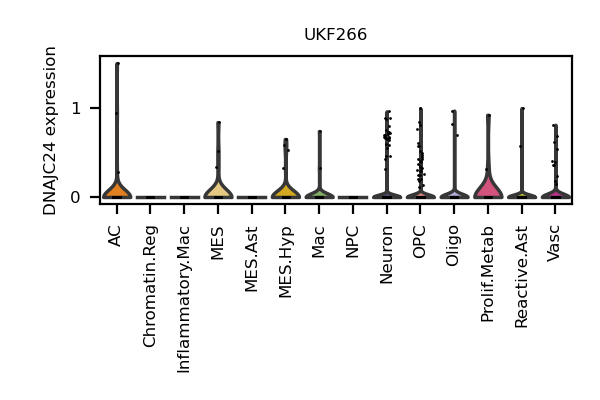 UKF266
DNAJC24 expression
1
0
AC
Chromatin.Reg
Inflammatory.Mac
MES
MES.Ast
MES.Hyp
Mac
NPC
Neuron
OPC
Oligo
Prolif.Metab
Reactive.Ast
Vasc